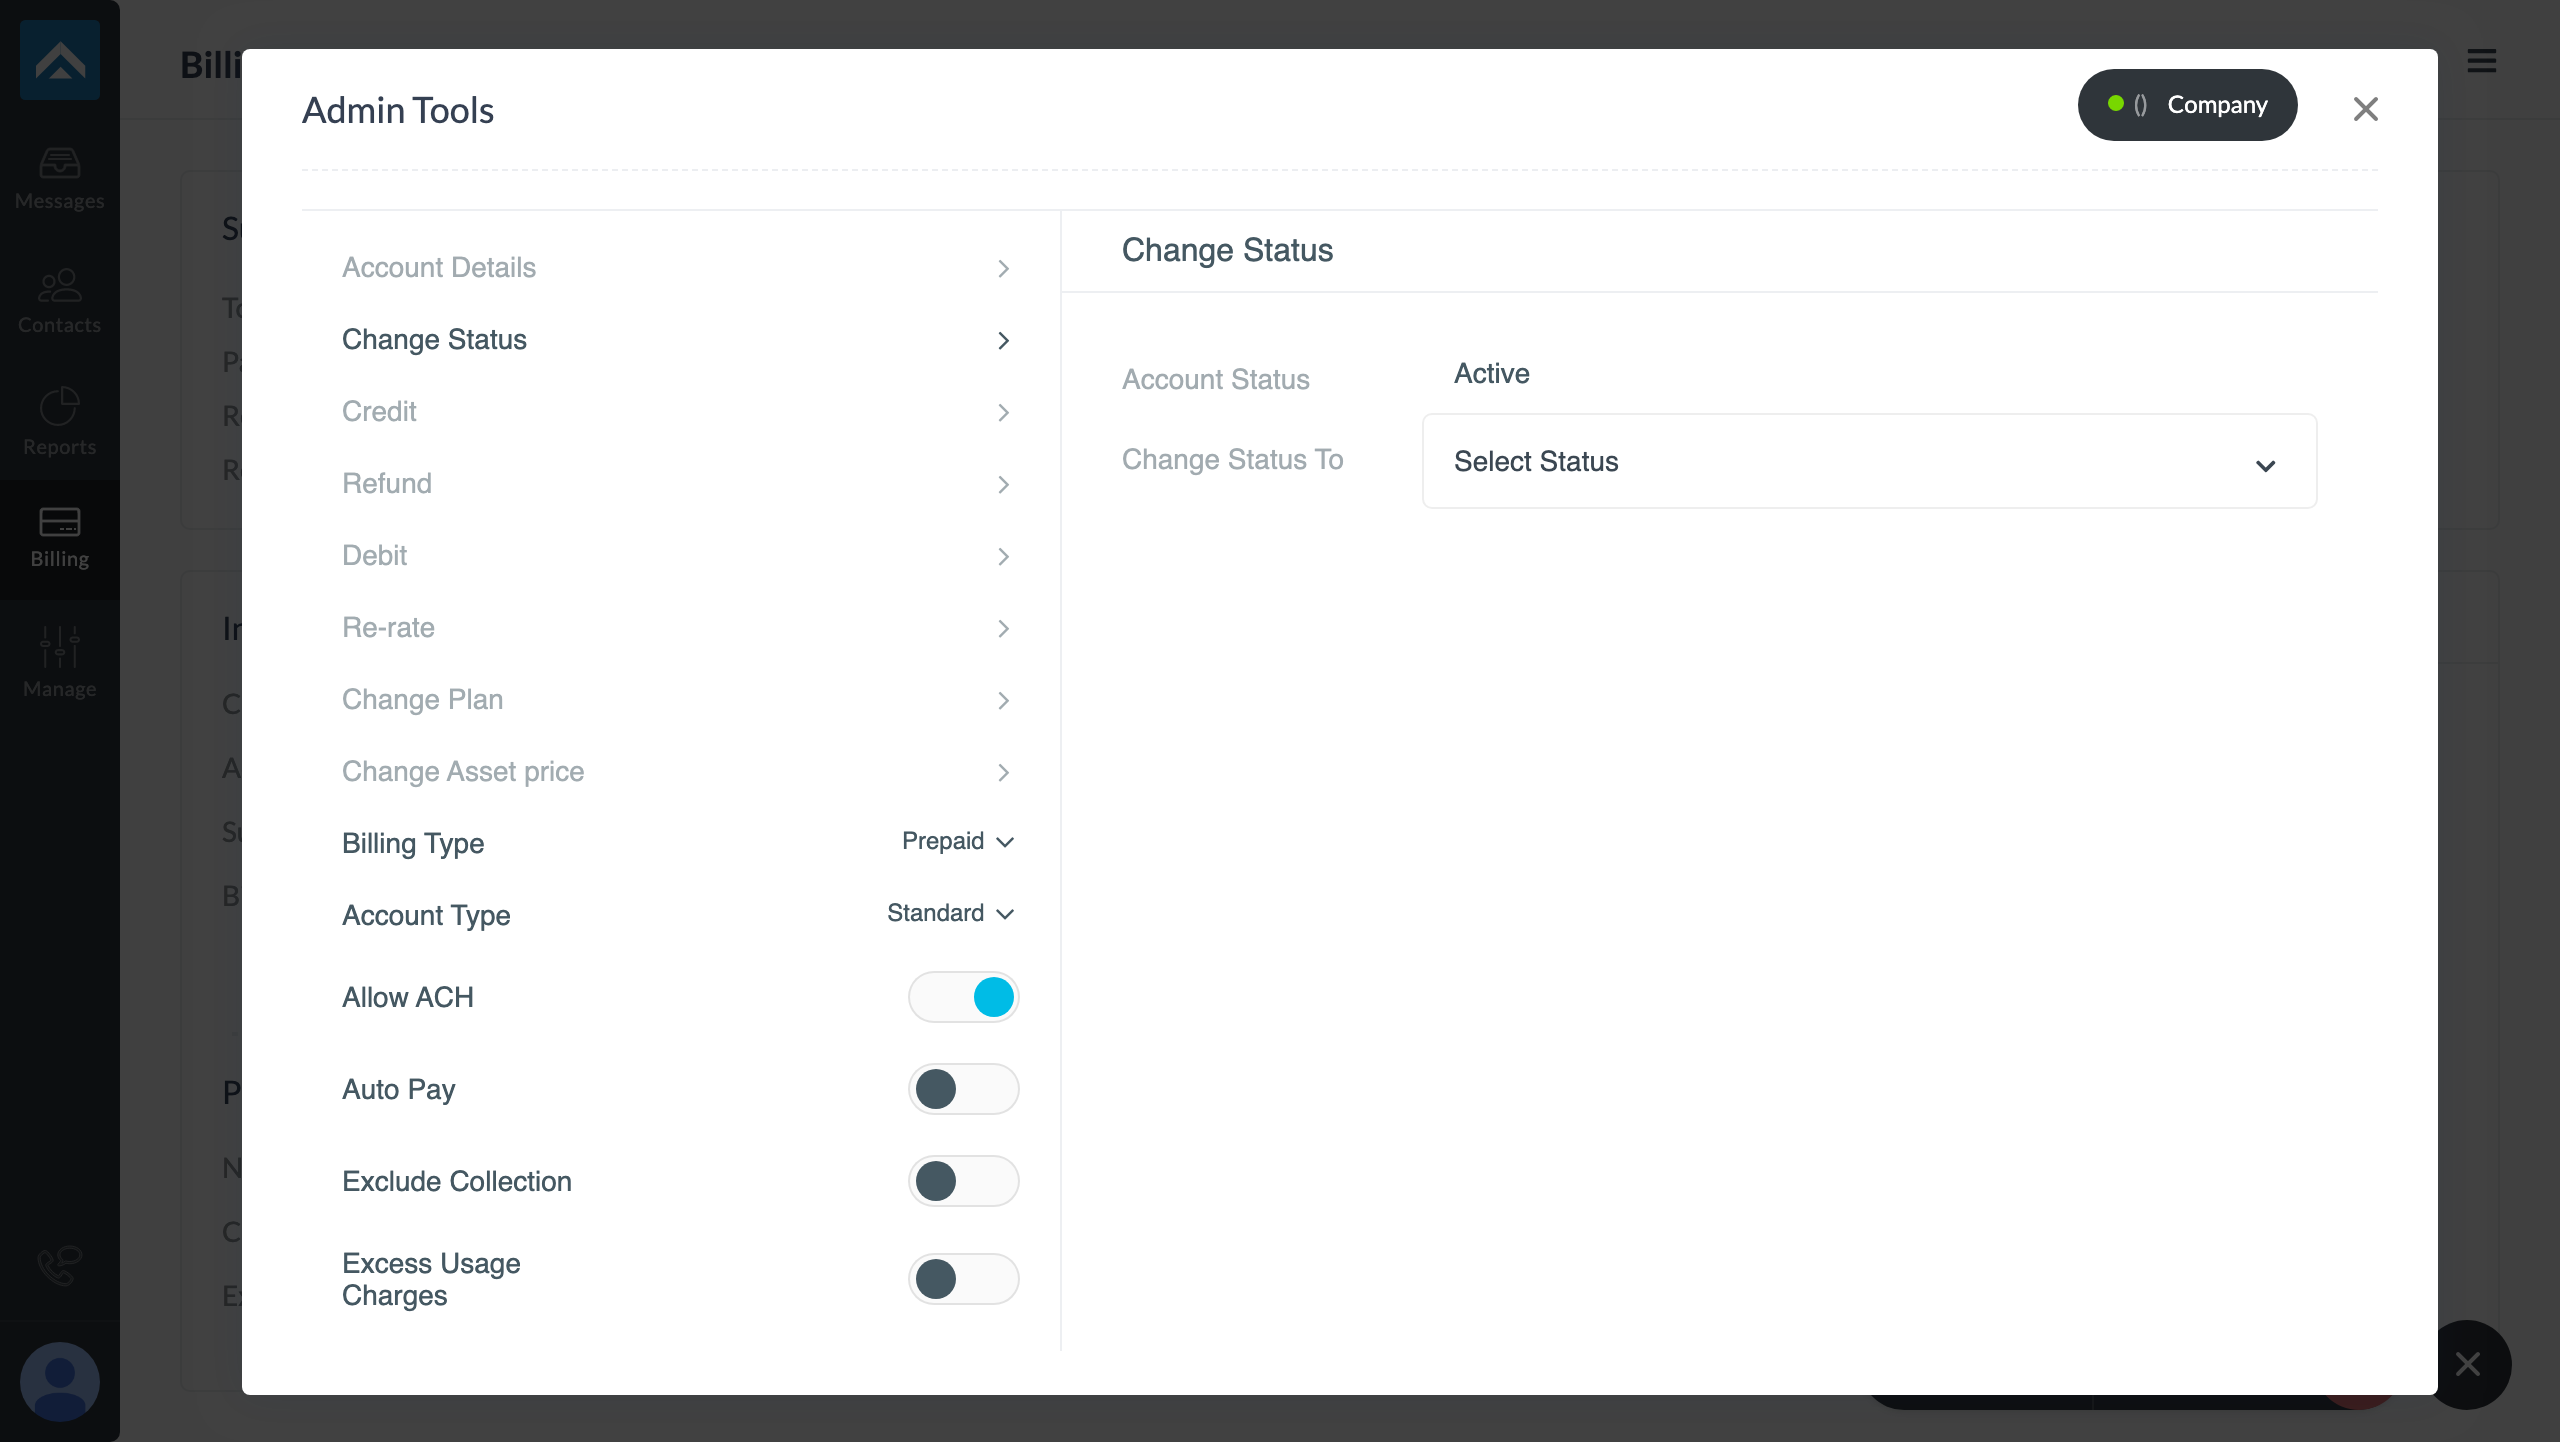 Messages
Contacts
Reports
Billing
Manage
Billi
Admin Tools
() Company
Account Details
Change Status
Credit
Refund
Debit
Re-rate
Change Plan
Change Asset price
Billing Type Prepaid
Account Type Standard
Allow ACH
Auto Pay
Exclude Collection
Excess Usage
Charges
Change Status
Account Status Active
Change Status To Select Status